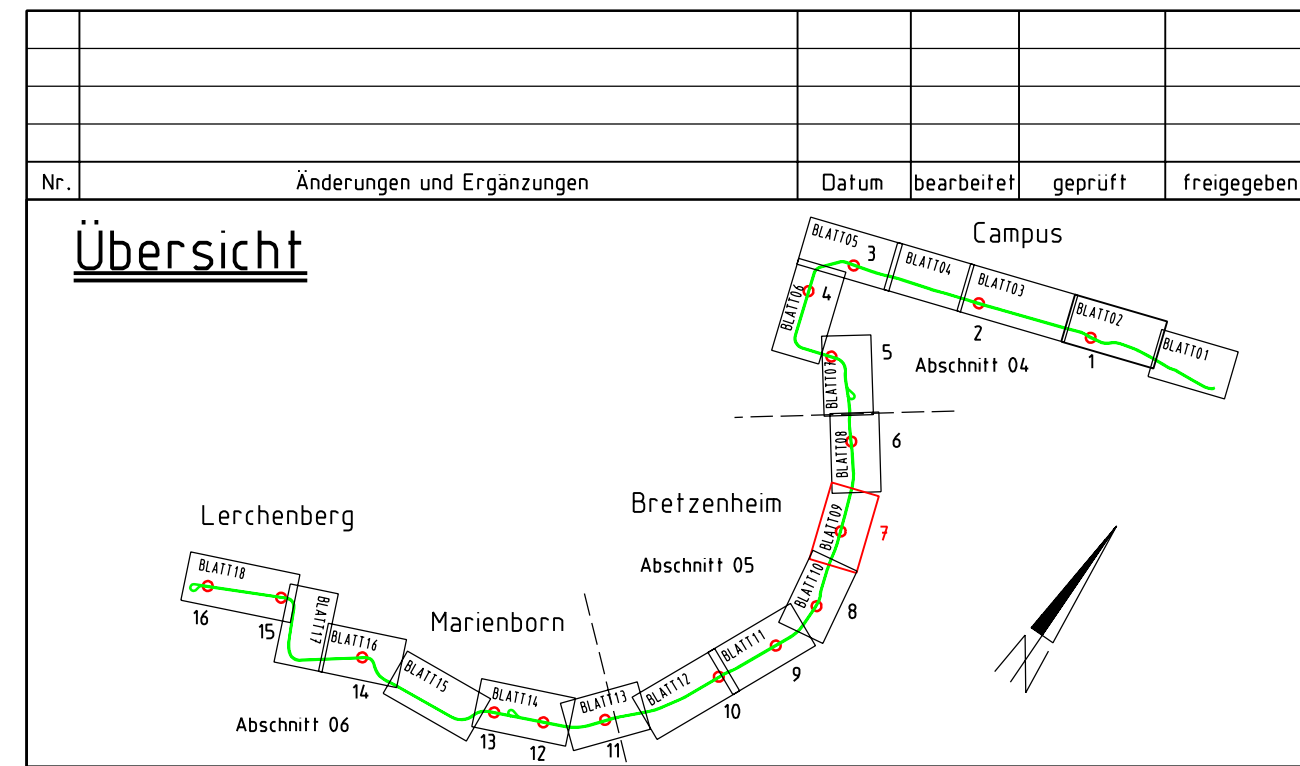 Nr. Änderungen und Ergänzungen Datum bearbeitet geprüft freigegeben
Übersicht
Campus
BLATT05
3
BLATT04
BLATT03
2
BLATT02
1
BLATT01
BLATT06
4
5
Abschnitt 04
BLATT07
6
BLATT08
Bretzenheim
BLATT09
7
Abschnitt 05
BLATT10
8
Lerchenberg
BLATT18
16
15
BLATT17
Marienborn
BLATT16
14
BLATT15
BLATT14
13
12
BLATT13
11
BLATT12
10
BLATT11
9
Abschnitt 06
N